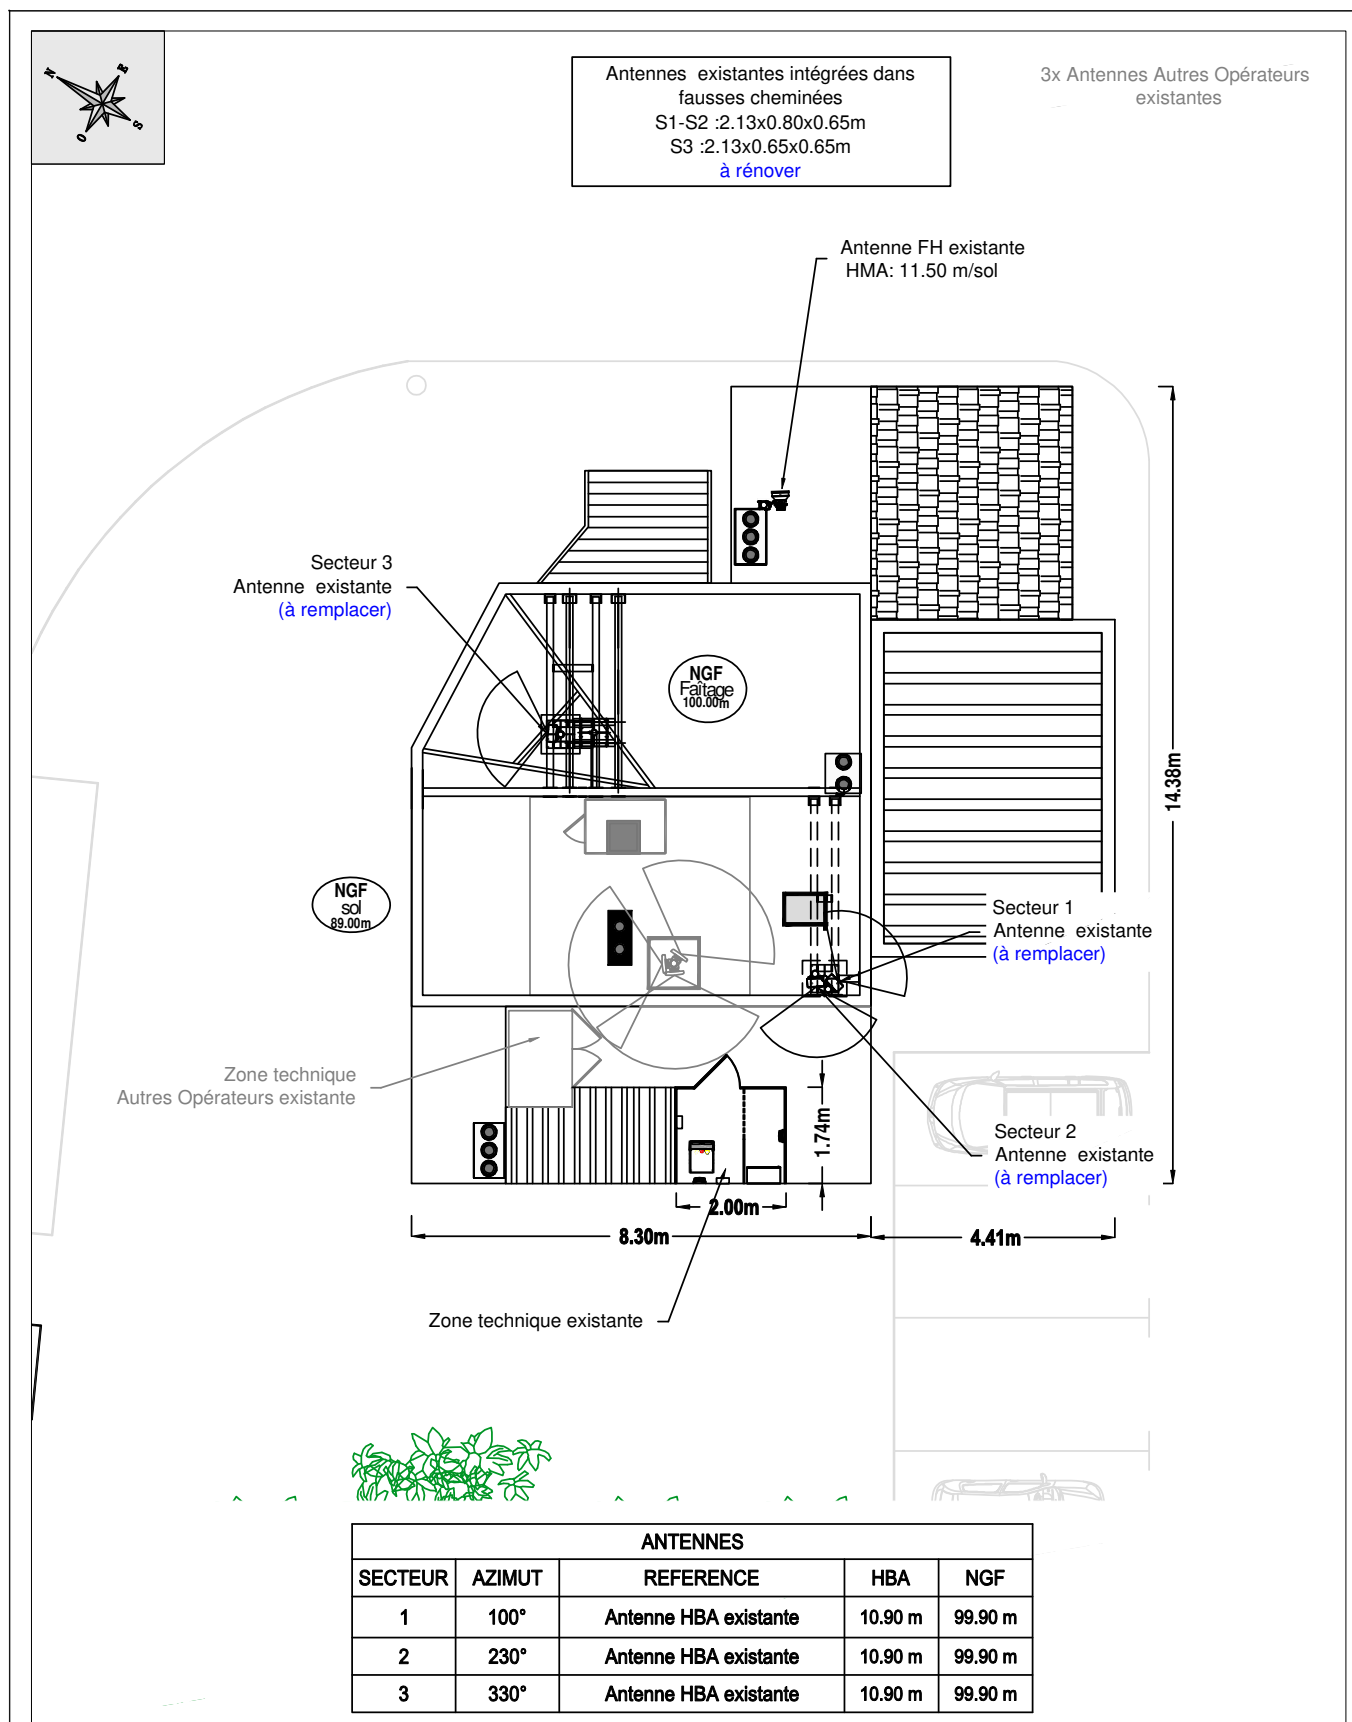 N
E
S
O
Antennes existantes intégrées dans
fausses cheminées
S1-S2 :2.13x0.80x0.65m
S3 :2.13x0.65x0.65m
à rénover
3x Antennes Autres Opérateurs
existantes
Antenne FH existante
HMA: 11.50 m/sol
Secteur 3
Antenne existante
(à remplacer)
NGF
Faîtage
100.00m
14.38m
NGF
sol
89.00m
Secteur 1
Antenne existante
(à remplacer)
Zone technique
Autres Opérateurs existante
1.74m
Secteur 2
Antenne existante
(à remplacer)
2.00m
8.30m
4.41m
Zone technique existante
ANTENNES
SECTEUR AZIMUT REFERENCE HBA NGF
1 100° Antenne HBA existante 10.90 m 99.90 m
2 230° Antenne HBA existante 10.90 m 99.90 m
3 330° Antenne HBA existante 10.90 m 99.90 m